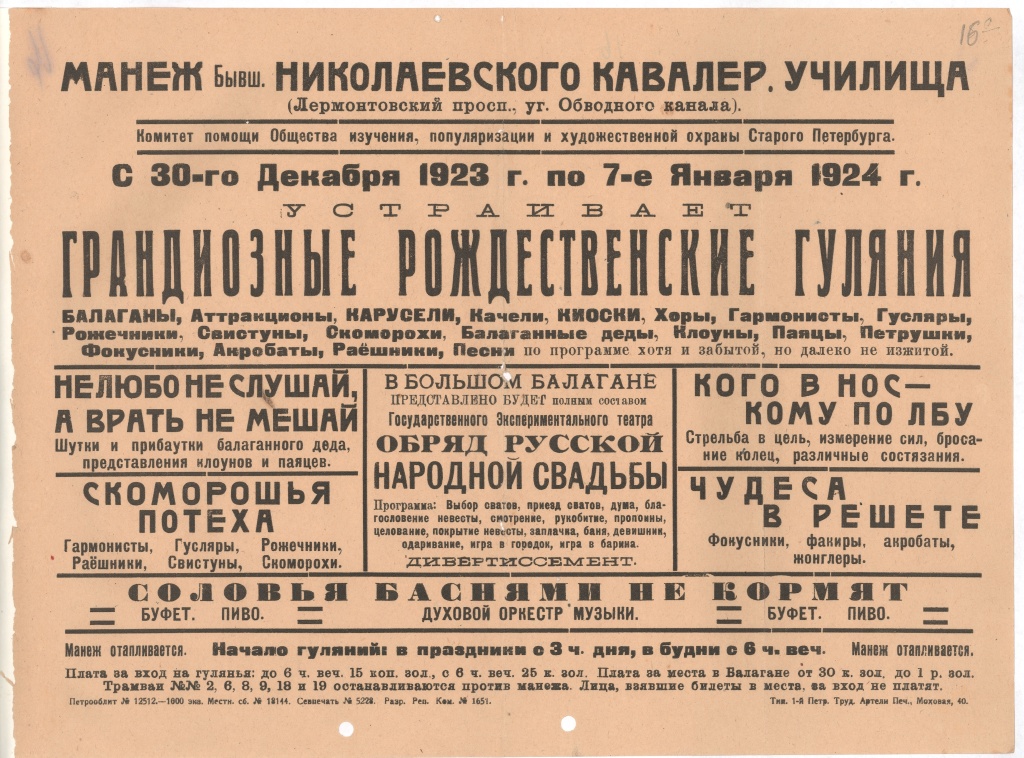 16
МАНЕЖ Бывш. НИКОЛАЕВСКОГО КАВАЛЕР. УЧИЛИЩА
(Лермонтовский просп., уг. Обводного канала).
Комитет помощи Общества изучения, популяризации и художественной охраны Старого Петербурга.
С 30-го Декабря 1923 г. по 7-е Января 1924 г.
УСТРАИВАЕТ
ГРАНДИОЗНЫЕ РОЖДЕСТВЕНСКИЕ ГУЛЯНИЯ
БАЛАГАНЫ, Аттракционы, КАРУСЕЛИ, Качели, КИОСКИ, Хоры, Гармонисты, Гусляры,
Рожечники, Свистуны, Скоморохи, Балаганные деды, Клоуны, Паяцы, Петрушки,
Фокусники, Акробаты, Раёшники, Песни по программе хотя и забытой, но далеко не изжитой.
НЕ ЛЮБО НЕ СЛУШАЙ,
А ВРАТЬ НЕ МЕШАЙ
Шутки и прибаутки балаганного деда,
представления клоунов и паяцев.
СКОМОРОШЬЯ
ПОТЕХА
Гармонисты, Гусляры, Рожечники,
Раёшники, Свистуны, Скоморохи.
В БОЛЬШОМ БАЛАГАНЕ
ПРЕДСТАВЛЕНО БУДЕТ полным составом
Государственного Экспериментального театра
ОБРЯД РУССКОЙ
НАРОДНОЙ СВАДЬБЫ
Программа: Выбор сватов, приезд сватов, дума, бла-
гословение невесты, смотрение, рукобитие, пропоины,
целование, покрытие невесты, заплачка, баня, девишник,
одаривание, игра в городок, игра в барина.
ДИВЕРТИССЕМЕНТ.
КОГО В НОС—
КОМУ ПО ЛБУ
Стрельба в цель, измерение сил, броса-
ние колец, различные состязания.
ЧУДЕСА
В РЕШЕТЕ
Фокусники, факиры, акробаты,
жонглеры.
СОЛОВЬЯ БАСНЯМИ НЕ КОРМЯТ
БУФЕТ. ПИВО. ДУХОВОЙ ОРКЕСТР МУЗЫКИ. БУФЕТ. ПИВО.
Манеж отапливается. Начало гуляний: в праздники с 3 ч. дня, в будни с 6 ч. веч. Манеж отапливается.
Плата за вход на гулянья: до 6 ч. веч. 15 коп. зол., с 6 ч. веч. 25 к. зол. Плата за места в Балагане от 30 к. зол, до 1 р. зол.
Трамваи №№ 2, 6, 8, 9, 18 и 19 останавливаются против манежа. Лица, взявшие билеты в места, за вход не платят.
Петрооблит № 12512.—1000 экз. Местн. сб. № 18144. Севпечать № 5228. Разр. Реп. Ком. № 1651. Тип. 1-й Петр. Труд. Артели Печ., Моховая, 40.